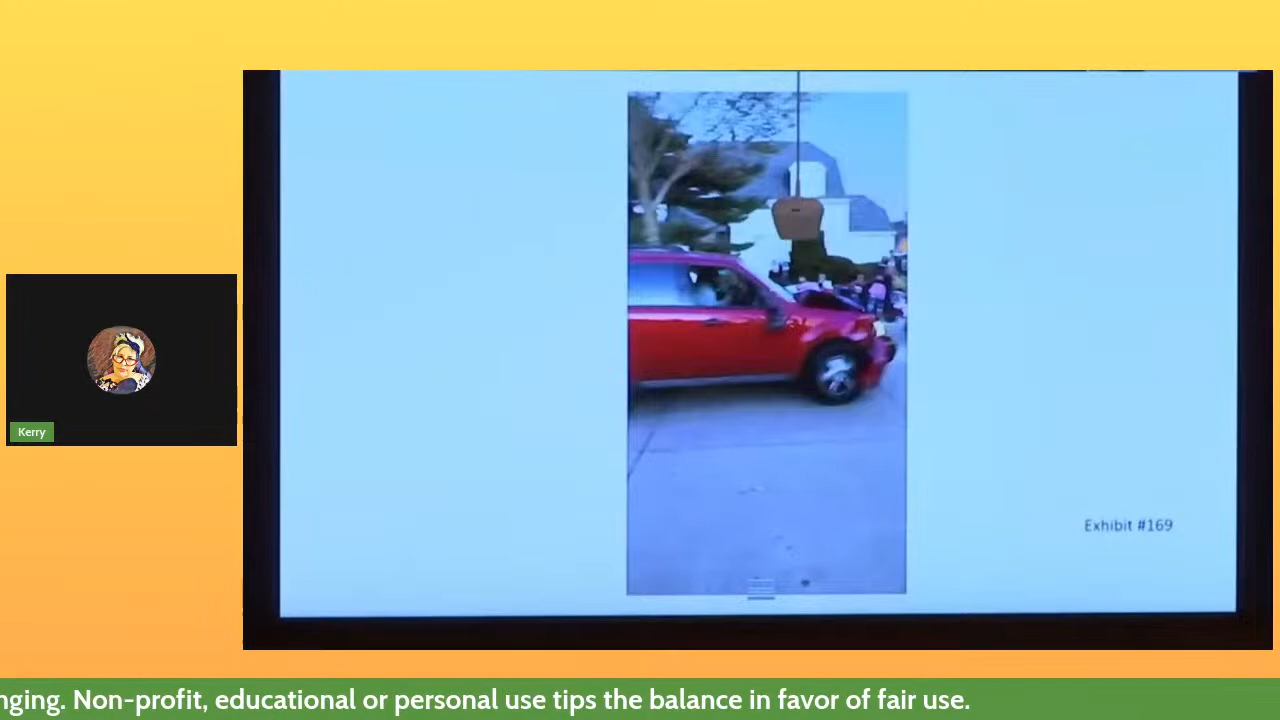 Kerry
Exhibit #169
nging. Non-profit, educational or personal use tips the balance in favor of fair use.